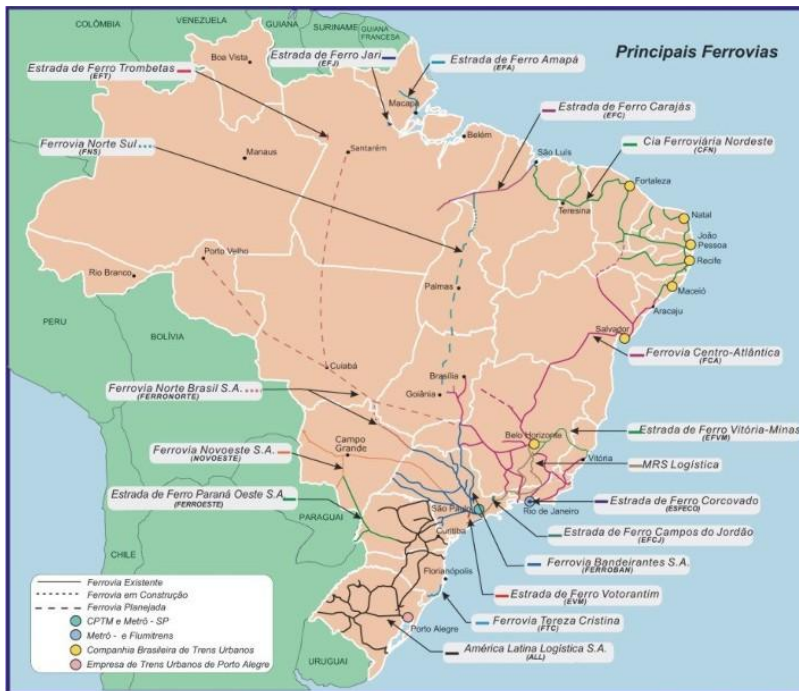 COLÔMBIA
VENEZUELA
GUIANA
SURINAME
GUIANA
FRANCESA
Principais Ferrovias
Boa Vista
Estrada de Ferro Jari
(EFJ)
Estrada de Ferro Amapá
(EFA)
Estrada de Ferro Trombetas
(EFT)
Macapá
Estrada de Ferro Carajás
(EFC)
Belém
Ferrovia Norte Sul
(FNS)
Manaus
Santarém
São Luís
Cia Ferroviária Nordeste
(CFN)
Fortaleza
Teresina
Natal
João
Pessoa
Recife
Porto Velho
Rio Branco
Palmas
Maceió
Aracaju
PERU
BOLÍVIA
Salvador
Ferrovia Centro-Atlântica
(FCA)
Cuiabá
Brasília
Goiânia
Ferrovia Norte Brasil S.A.
(FERRONORTE)
Estrada de Ferro Vitória-Minas
(EFVM)
Belo Horizonte
Campo
Grande
Ferrovia Novoeste S.A.
(NOVOESTE)
Vitória
MRS Logística
Estrada de Ferro Paraná Oeste S.A
(FERROESTE)
Estrada de Ferro Corcovado
(ESFECO)
São Paulo
Rio de Janeiro
PARAGUAI
Estrada de Ferro Campos do Jordão
(EFCJ)
Curitiba
CHILE
Ferrovia Bandeirantes S.A.
(FERROBAN)
Florianópolis
Estrada de Ferro Votorantim
(EVM)
Ferrovia Tereza Cristina
(FTC)
Porto Alegre
América Latina Logística S.A.
(ALL)
URUGUAI
Ferrovia Existente
Ferrovia em Construção
Ferrovia Planejada
CPTM e Metrô - SP
Metrô - e Flumitrens
Companhia Brasileira de Trens Urbanos
Empresa de Trens Urbanos de Porto Alegre